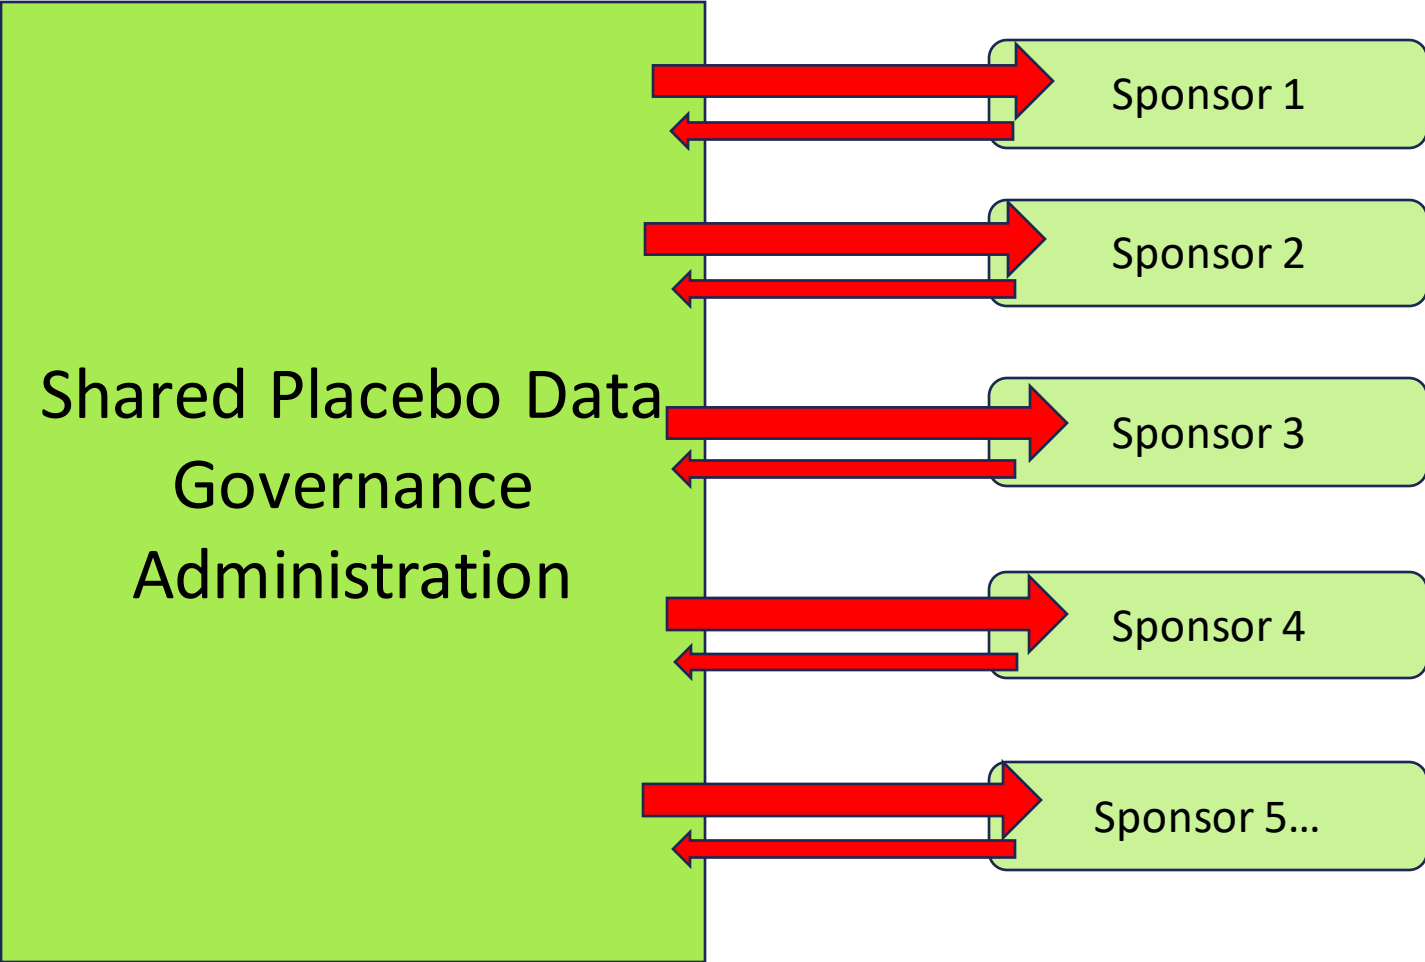 Shared Placebo Data
Governance
Administration
Sponsor 1
Sponsor 2
Sponsor 3
Sponsor 4
Sponsor 5...